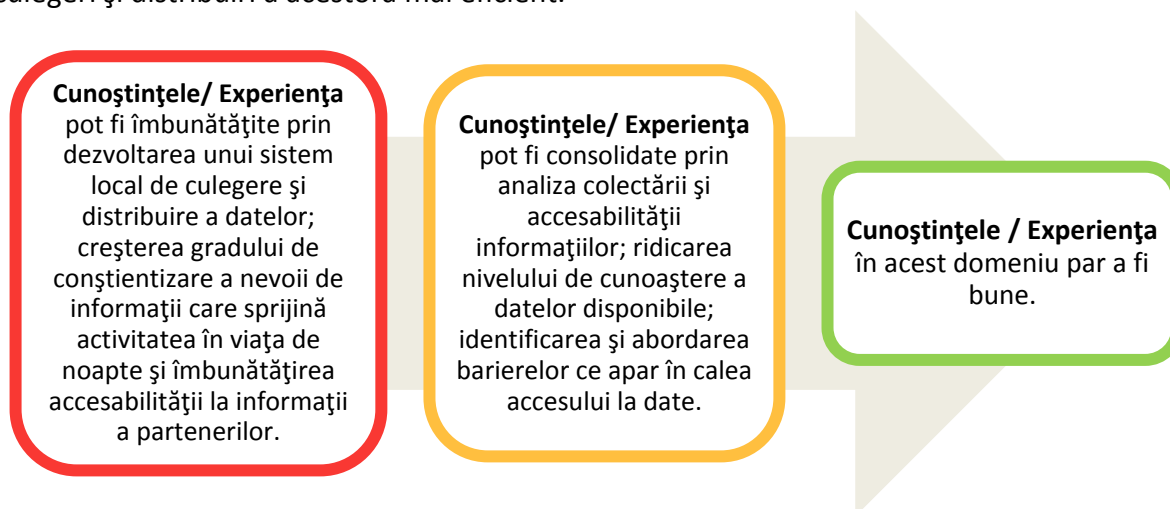 culegeri şi distribuiri a acestora mai eficient.
Cunoştinţele/ Experienţa
pot fi îmbunătăţite prin
dezvoltarea unui sistem
local de culegere şi
distribuire a datelor;
creşterea gradului de
conştientizare a nevoii de
informaţii care sprijină
activitatea în viaţa de
noapte şi îmbunătăţirea
accesabilităţii la informaţii
a partenerilor.
Cunoştinţele/ Experienţa
pot fi consolidate prin
analiza colectării şi
accesabilităţii
informaţiilor; ridicarea
nivelului de cunoaştere a
datelor disponibile;
identificarea şi abordarea
barierelor ce apar în calea
accesului la date.
Cunoştinţele / Experienţa
în acest domeniu par a fi
bune.